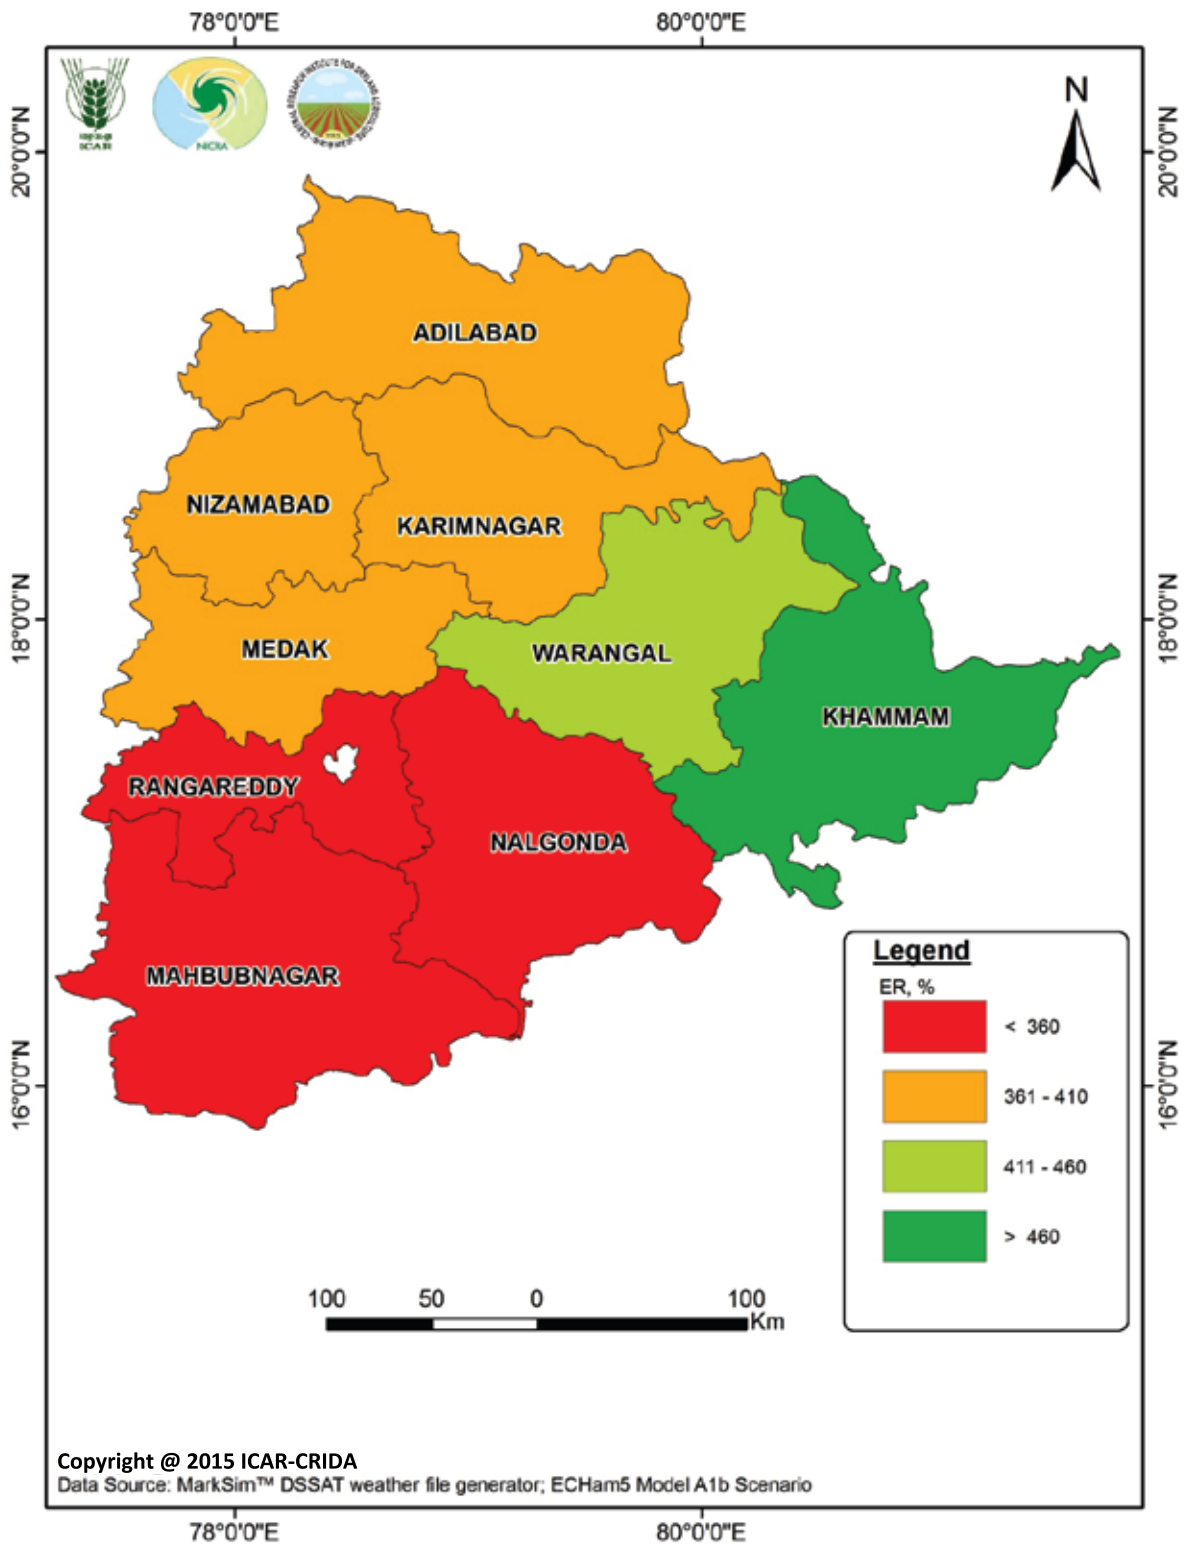 78°0'0"E 80°0'0"E
20°0'0"N 20°0'0"N
ICAR
NICRA
N
ADILABAD
NIZAMABAD
KARIMNAGAR
18°0'0"N 18°0'0"N
MEDAK
WARANGAL
KHAMMAM
RANGAREDDY
NALGONDA
MAHBUBNAGAR
16°0'0"N 16°0'0"N
Legend
ER, %
< 360
361 - 410
411 - 460
> 460
100 50 0 100
Km
Copyright @ 2015 ICAR-CRIDA
Data Source: MarkSim™ DSSAT weather file generator; ECHam5 Model A1b Scenario
78°0'0"E 80°0'0"E